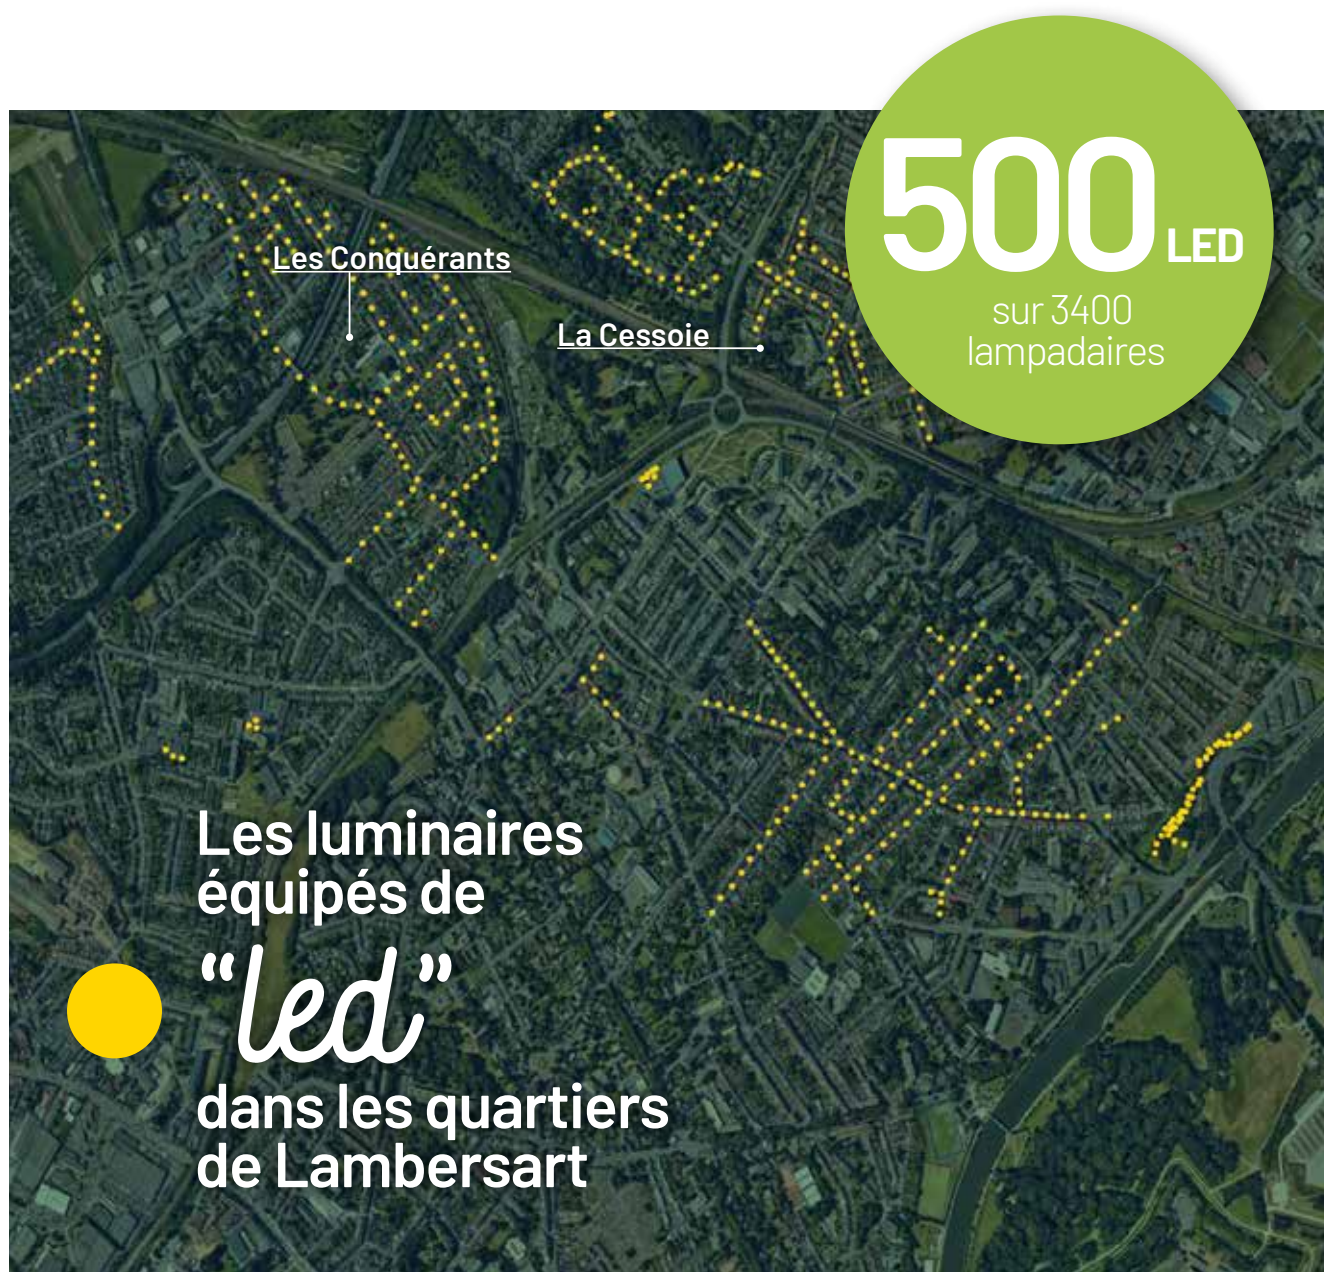 500 LED
sur 3400
lampadaires
Les Conquérants
La Cessoie
Les luminaires
équipés de
“led”
dans les quartiers
de Lambersart